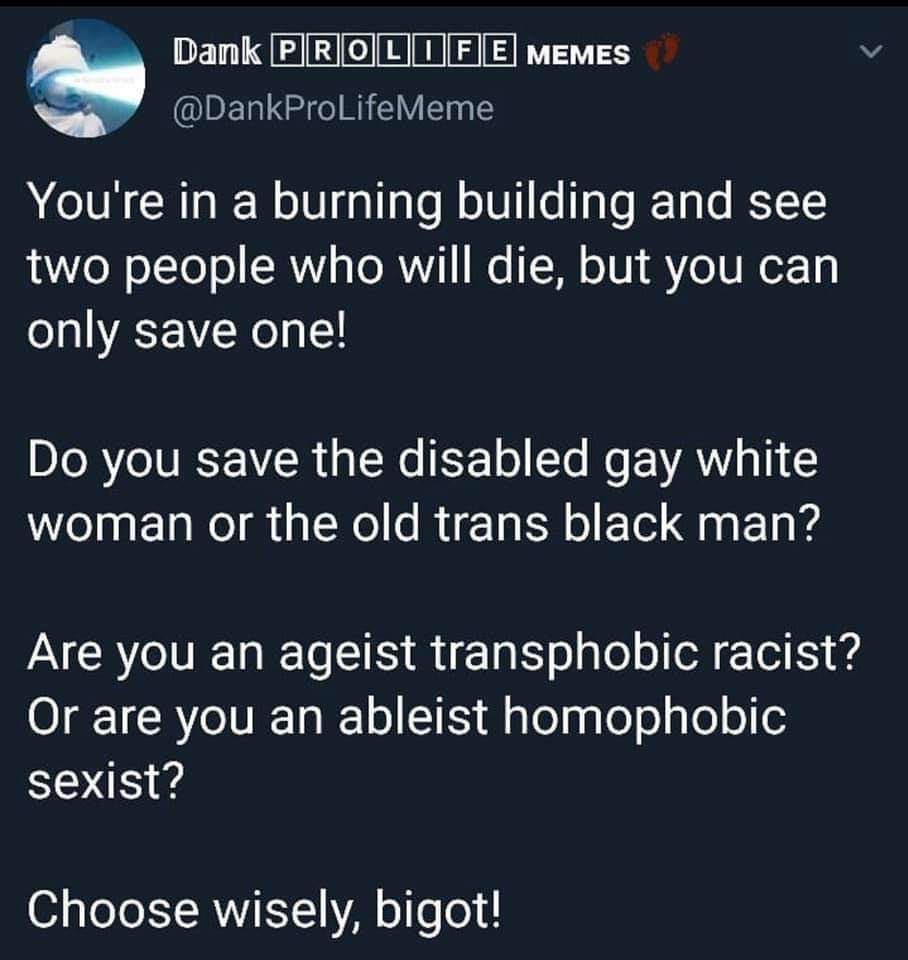 Dank 🄿🅁🄾🄻🄸🄵🄴 MEMES 👣
@DankProLifeMeme
You're in a burning building and see
two people who will die, but you can
only save one!
Do you save the disabled gay white
woman or the old trans black man?
Are you an ageist transphobic racist?
Or are you an ableist homophobic
sexist?
Choose wisely, bigot!